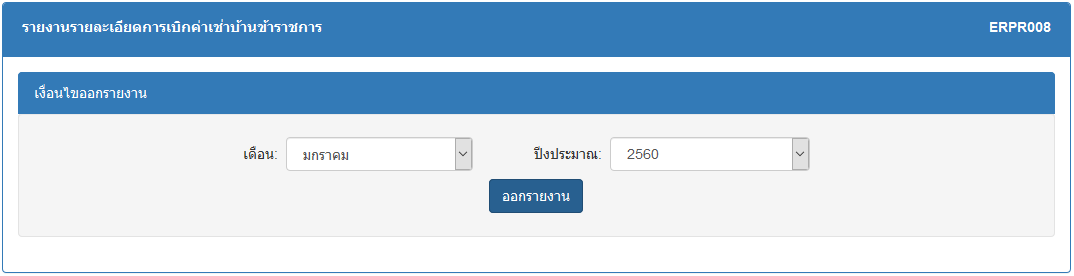 รายงานรายละเอียดการเบิกค่าเช่าบ้านข้าราชการ ERPR008
เงื่อนไขออกรายงาน
เดือน: มกราคม ปีงบประมาณ: 2560
ออกรายงาน